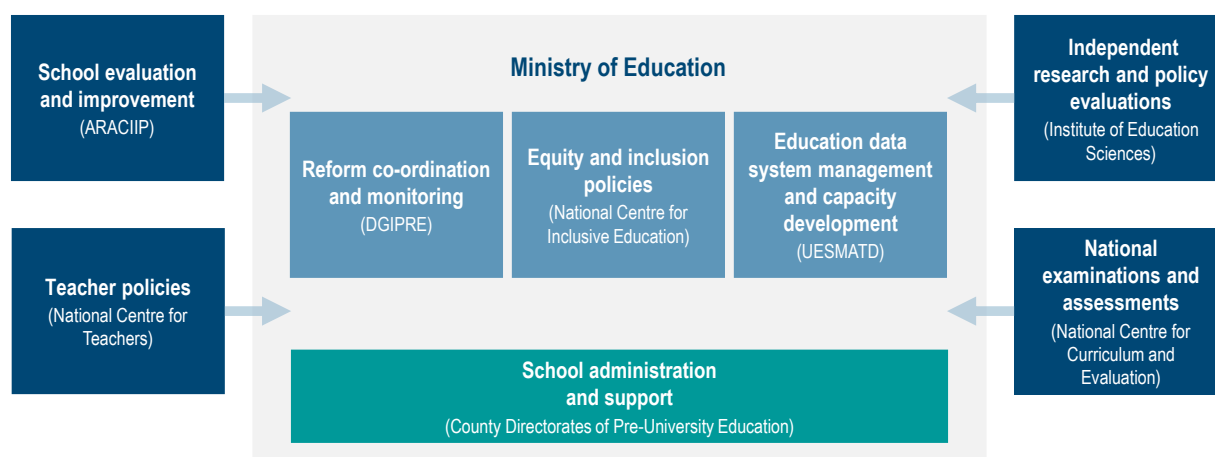 School evaluation
and improvement
(ARACIIP)
Teacher policies
(National Centre for
Teachers)
Ministry of Education
Reform co-ordination
and monitoring
(DGIPRE)
Equity and inclusion
policies
(National Centre for
Inclusive Education)
Education data
system management
and capacity
development
(UESMATD)
School administration
and support
(County Directorates of Pre-University Education)
Independent
research and policy
evaluations
(Institute of Education
Sciences)
National
examinations and
assessments
(National Centre for
Curriculum and
Evaluation)